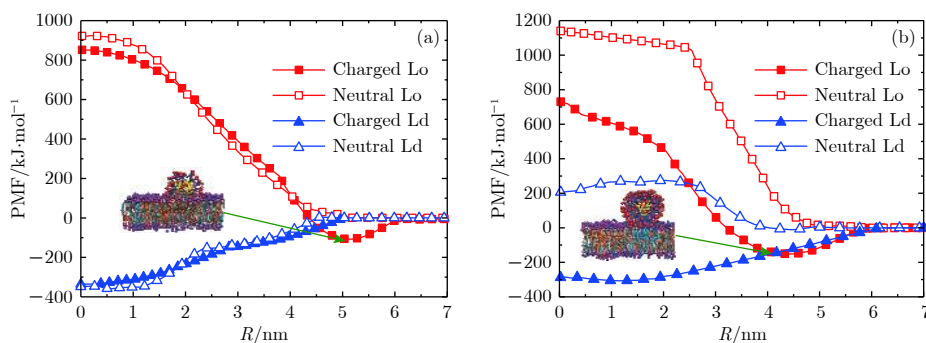 (a)
PMF/kJ·mol⁻¹
1000
800
600
400
200
0
−200
−400
Charged Lo
Neutral Lo
Charged Ld
Neutral Ld
0 1 2 3 4 5 6 7
R/nm
(b)
PMF/kJ·mol⁻¹
1200
1000
800
600
400
200
0
−200
−400
Charged Lo
Neutral Lo
Charged Ld
Neutral Ld
0 1 2 3 4 5 6 7
R/nm